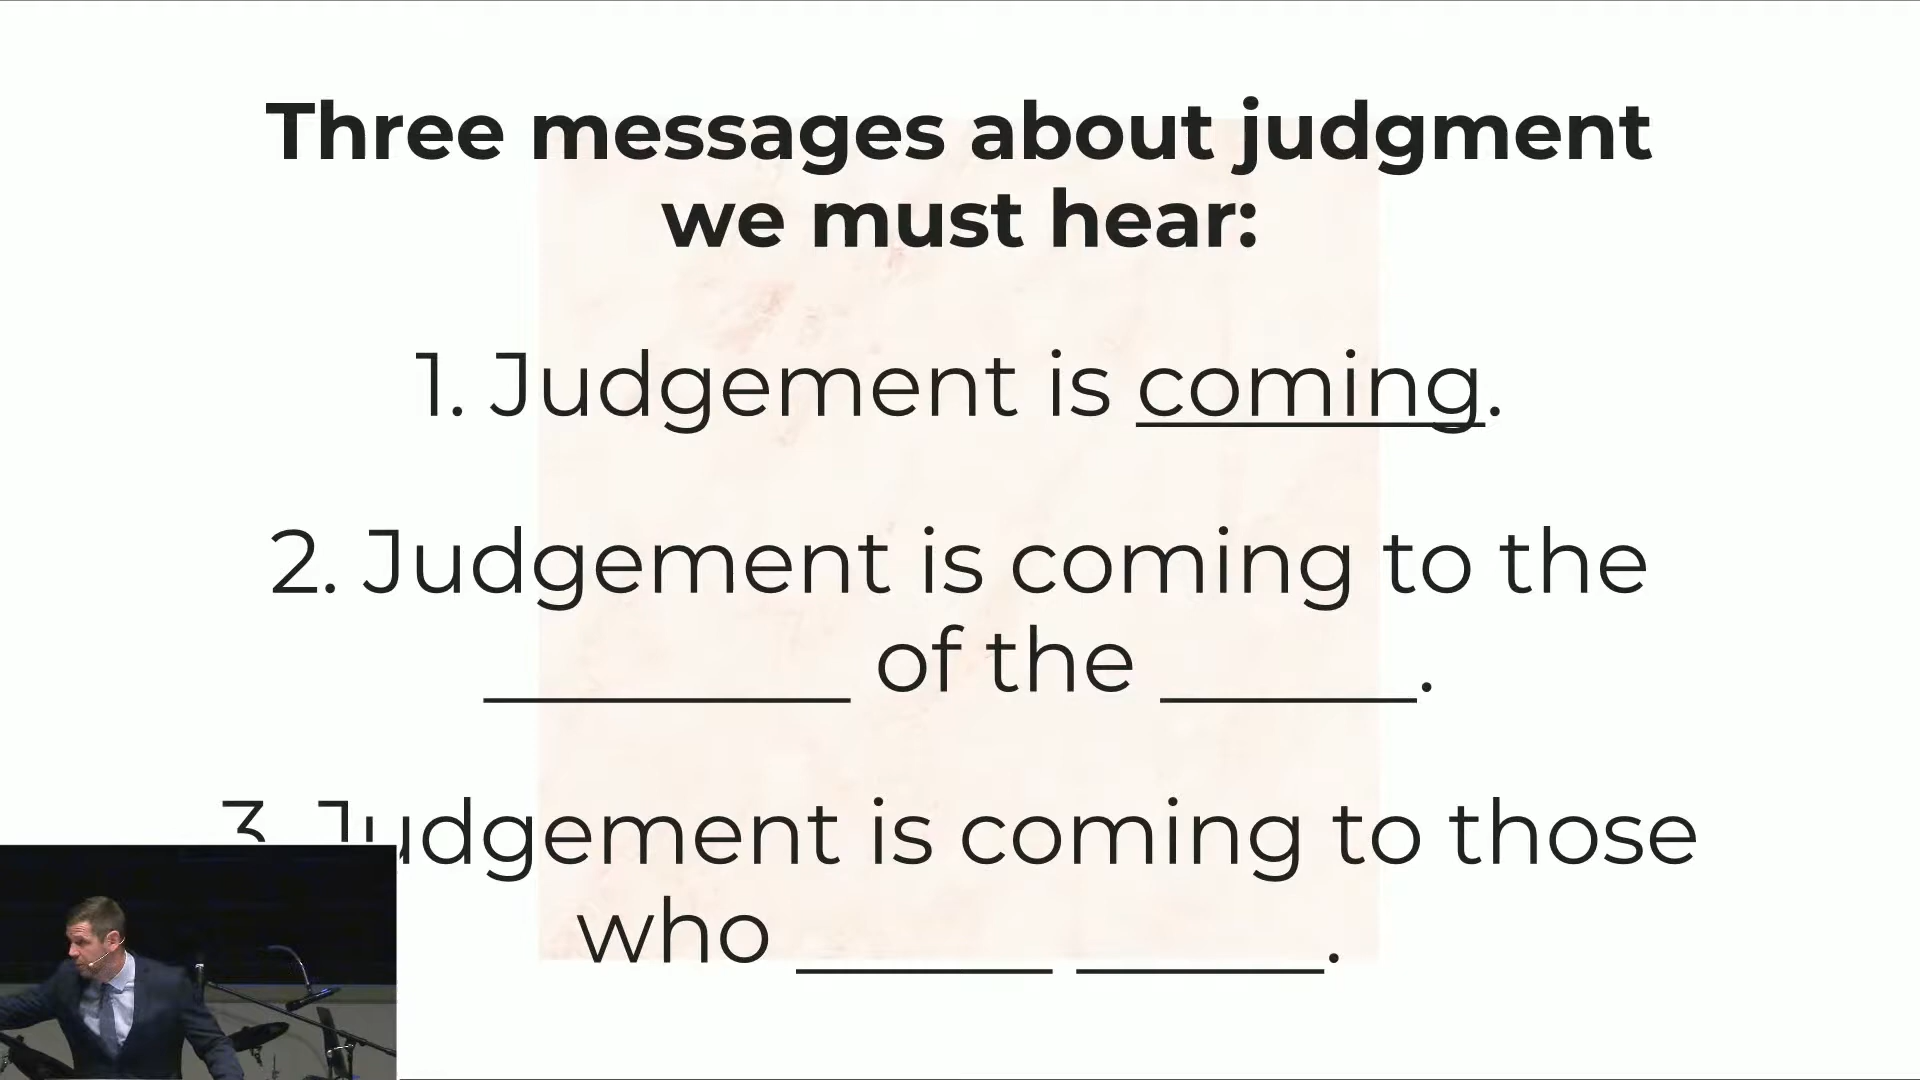 Three messages about judgment
we must hear:
1. Judgement is coming.
2. Judgement is coming to the
________ of the ______.
3. Judgement is coming to those
who ______ ______.